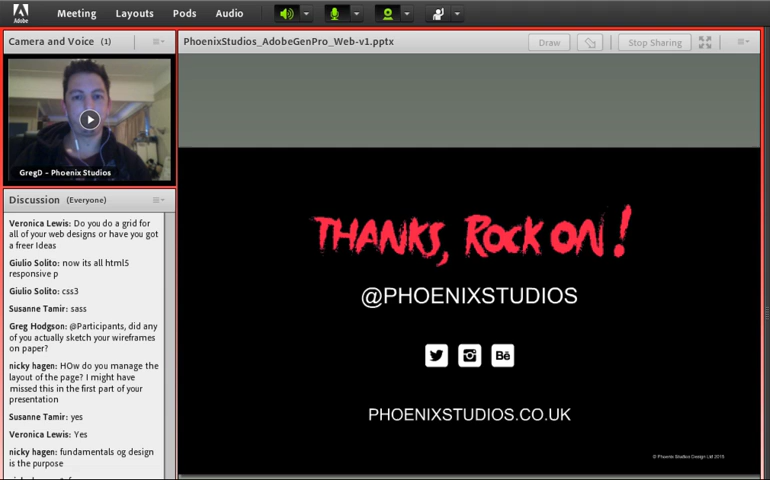 Adobe
Meeting
Layouts
Pods
Audio
Camera and Voice (1)
GregD - Phoenix Studios
Discussion (Everyone)
Veronica Lewis: Do you do a grid for
all of your web designs or have you got
a freer Ideas
Giulio Solito: now its all html5
responsive p
Giulio Solito: css3
Susanne Tamir: sass
Greg Hodgson: @Participants, did any
of you actually sketch your wireframes
on paper?
nicky hagen: HOw do you manage the
layout of the page? I might have
missed this in the first part of your
presentation
Susanne Tamir: yes
Veronica Lewis: Yes
nicky hagen: fundamentals og design
is the purpose
PhoenixStudios_AdobeGenPro_Web-v1.pptx
Draw
Stop Sharing
THANKS, ROCK ON!
@PHOENIXSTUDIOS
Bē
PHOENIXSTUDIOS.CO.UK
© Phoenix Studios Design Ltd 2015